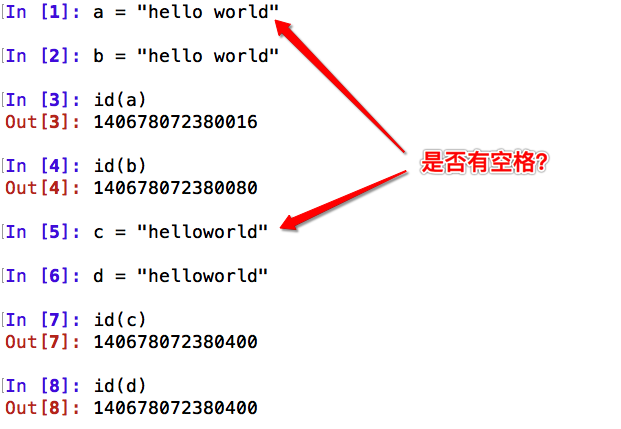 In [1]: a = "hello world"
In [2]: b = "hello world"
In [3]: id(a)
Out[3]: 140678072380016
In [4]: id(b)
Out[4]: 140678072380080
是否有空格?
In [5]: c = "helloworld"
In [6]: d = "helloworld"
In [7]: id(c)
Out[7]: 140678072380400
In [8]: id(d)
Out[8]: 140678072380400